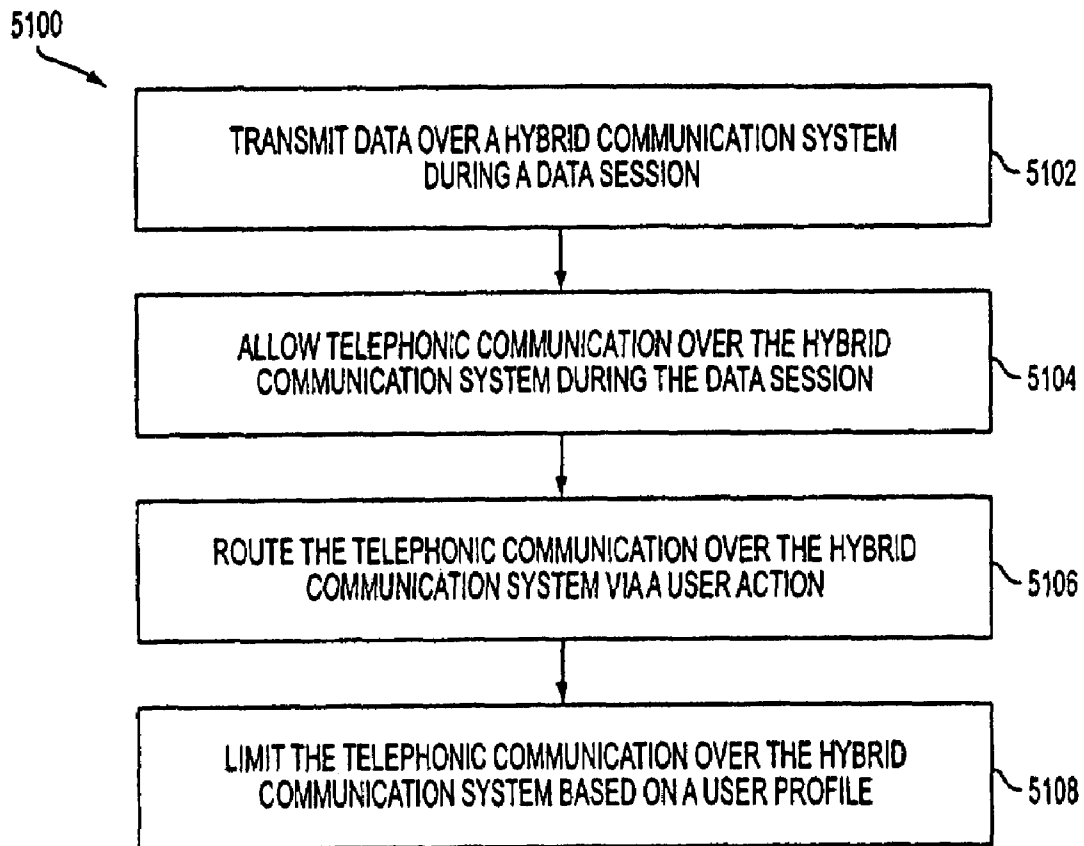 5100
TRANSMIT DATA OVER A HYBRID COMMUNICATION SYSTEM
DURING A DATA SESSION
5102
ALLOW TELEPHONIC COMMUNICATION OVER THE HYBRID
COMMUNICATION SYSTEM DURING THE DATA SESSION
5104
ROUTE THE TELEPHONIC COMMUNICATION OVER THE HYBRID
COMMUNICATION SYSTEM VIA A USER ACTION
5106
LIMIT THE TELEPHONIC COMMUNICATION OVER THE HYBRID
COMMUNICATION SYSTEM BASED ON A USER PROFILE
5108